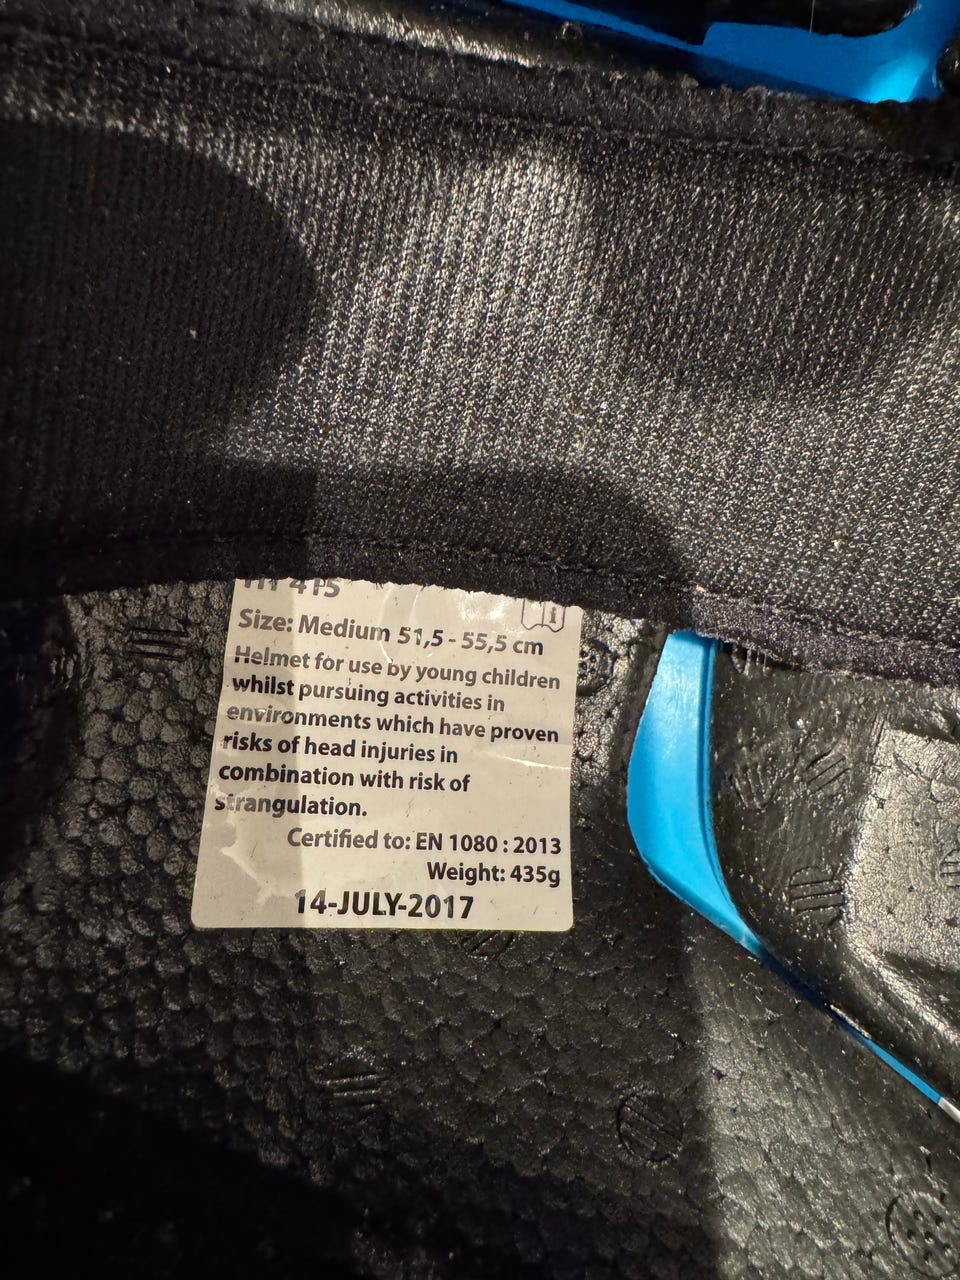 HT 415
Size: Medium 51,5 - 55,5 cm
Helmet for use by young children
whilst pursuing activities in
environments which have proven
risks of head injuries in
combination with risk of
strangulation.
Certified to: EN 1080 : 2013
Weight: 435g
14-JULY-2017